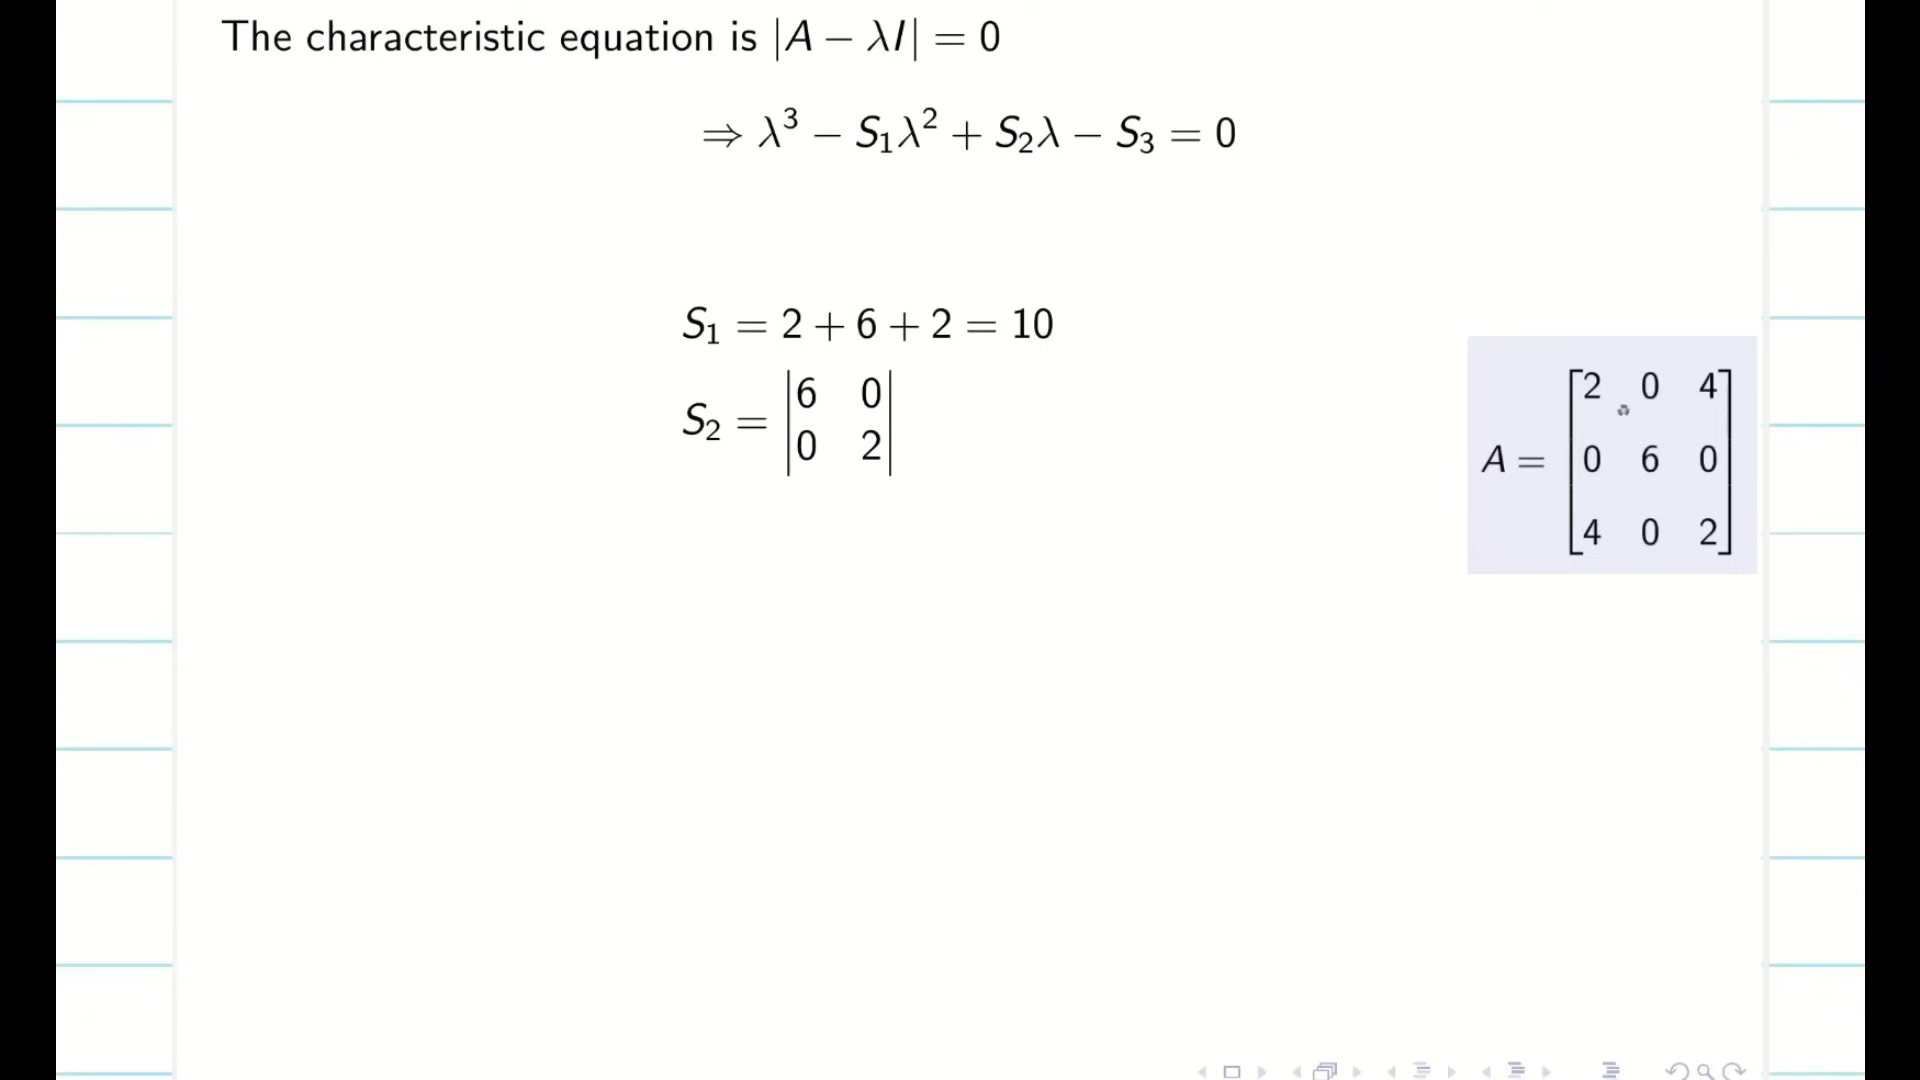 The characteristic equation is |A − λI| = 0
⇒ λ³ − S₁λ² + S₂λ − S₃ = 0
S₁ = 2 + 6 + 2 = 10
S₂ = |6 0|
|0 2|
[2 0 4]
A = [0 6 0]
[4 0 2]